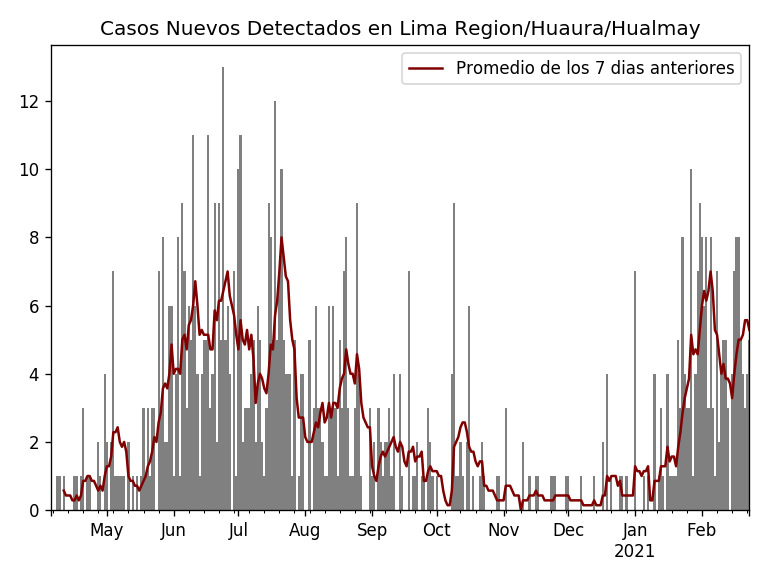 Casos Nuevos Detectados en Lima Region/Huaura/Hualmay
Promedio de los 7 dias anteriores
12
10
8
6
4
2
0
May Jun Jul Aug Sep Oct Nov Dec Jan Feb
2021